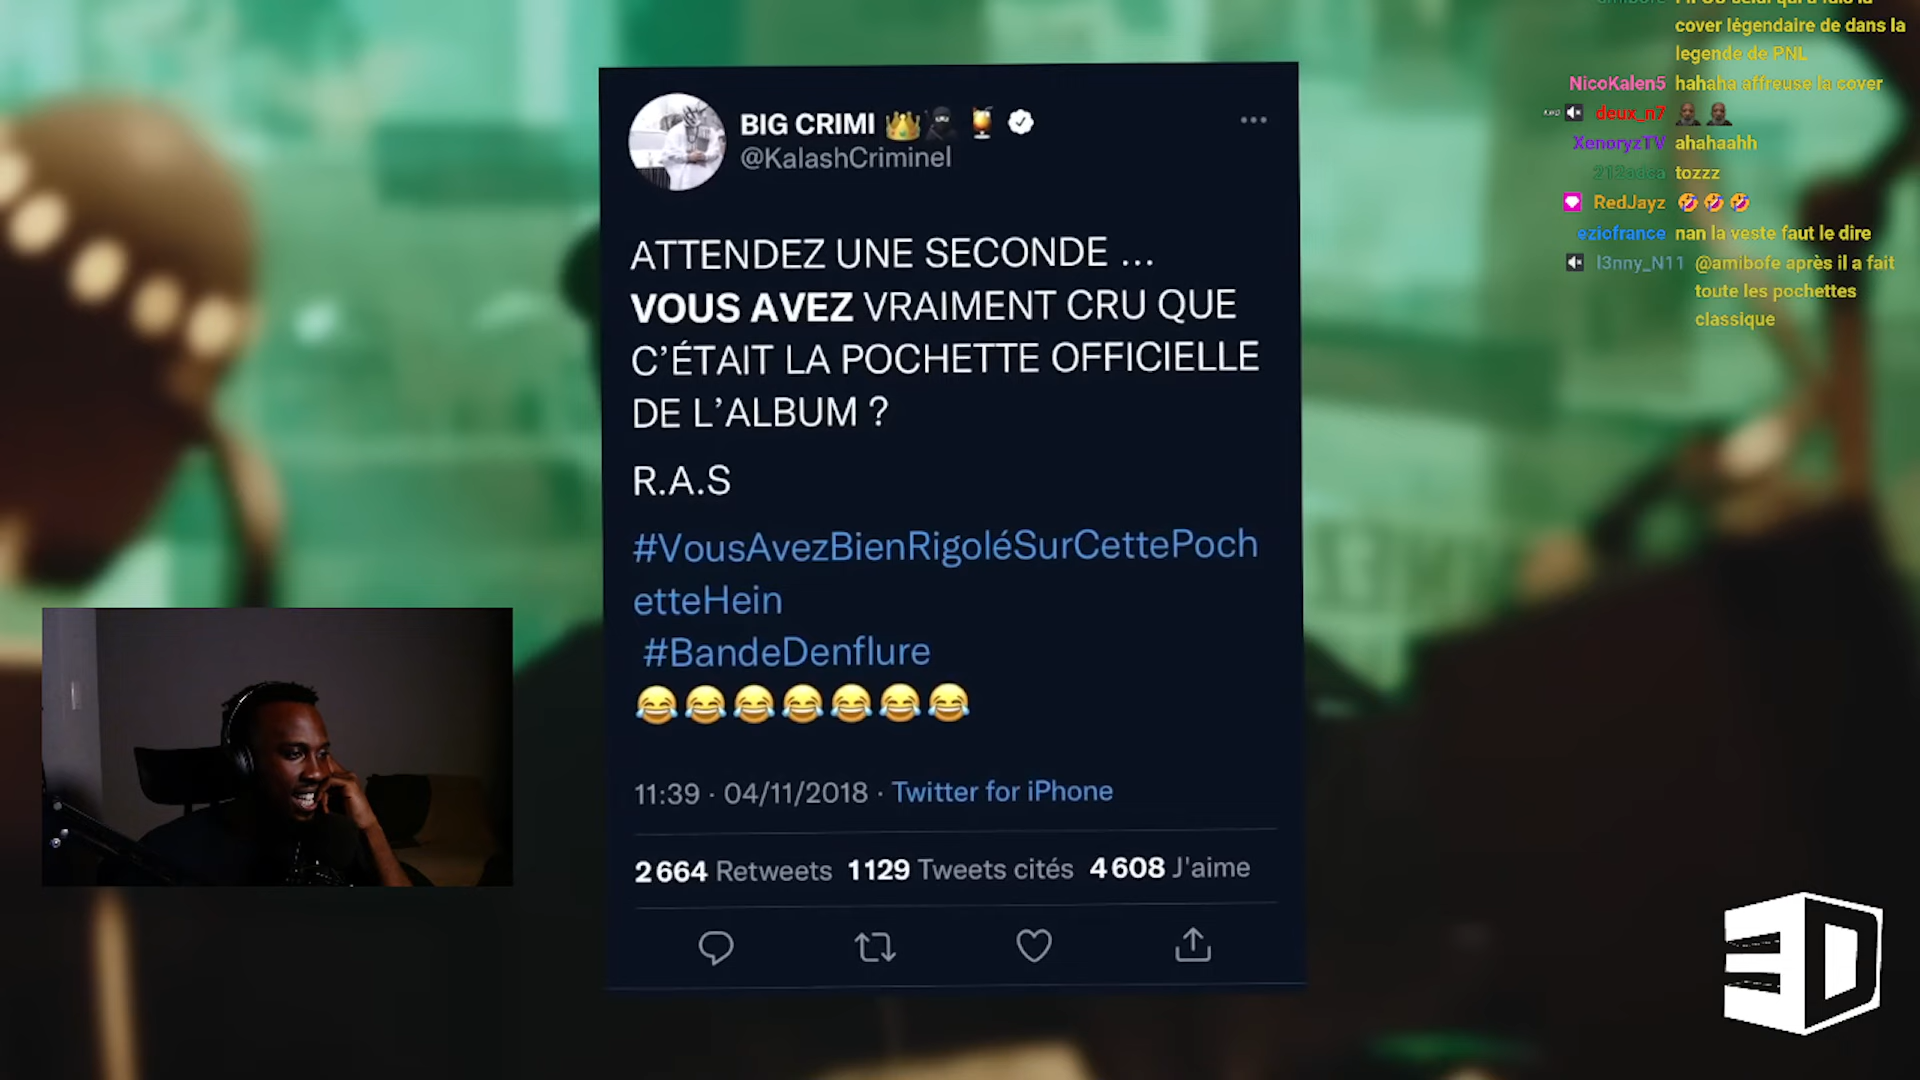 cover légendaire de dans la
legende de PNL
NicoKalen5 hahaha affreuse la cover
deux_n7
XenoryzTV ahahaahh
tozzz
RedJayz 🤣🤣🤣
eziofrance nan la veste faut le dire
l3nny_N11 @amibofe après il a fait
toute les pochettes
classique
BIG CRIMI 👑🥷🏿🍹
@KalashCriminel
ATTENDEZ UNE SECONDE ...
VOUS AVEZ VRAIMENT CRU QUE
C’ÉTAIT LA POCHETTE OFFICIELLE
DE L’ALBUM ?
R.A.S
#VousAvezBienRigoléSurCettePoch
etteHein
#BandeDenflure
😂😂😂😂😂😂😂
11:39 · 04/11/2018 · Twitter for iPhone
2 664 Retweets 1 129 Tweets cités 4 608 J'aime
3D